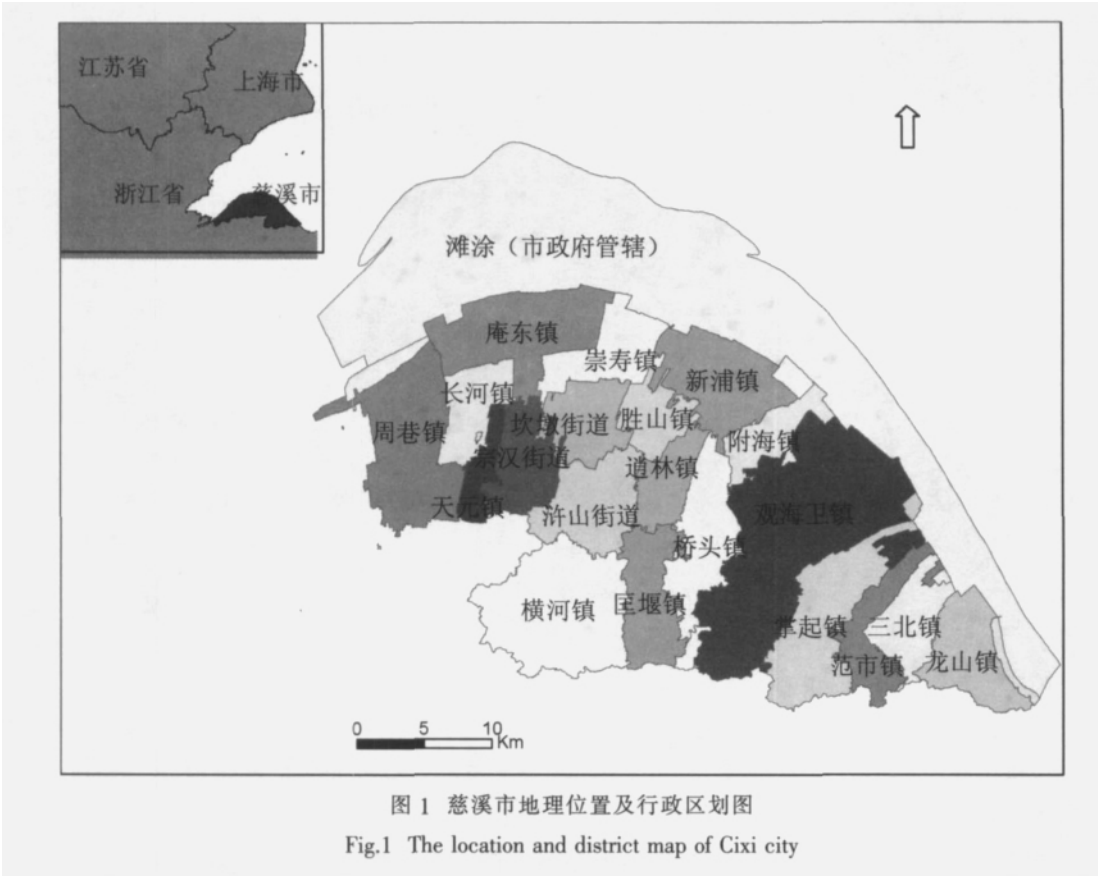 江苏省
上海市
浙江省
慈溪市
滩涂（市政府管辖）
庵东镇
崇寿镇
新浦镇
长河镇
坎墩街道
胜山镇
周巷镇
附海镇
宗汉街道
逍林镇
天元镇
浒山街道
观海卫镇
桥头镇
横河镇
匡堰镇
掌起镇
三北镇
范市镇
龙山镇
0 5 10
Km
图 1 慈溪市地理位置及行政区划图
Fig.1 The location and district map of Cixi city